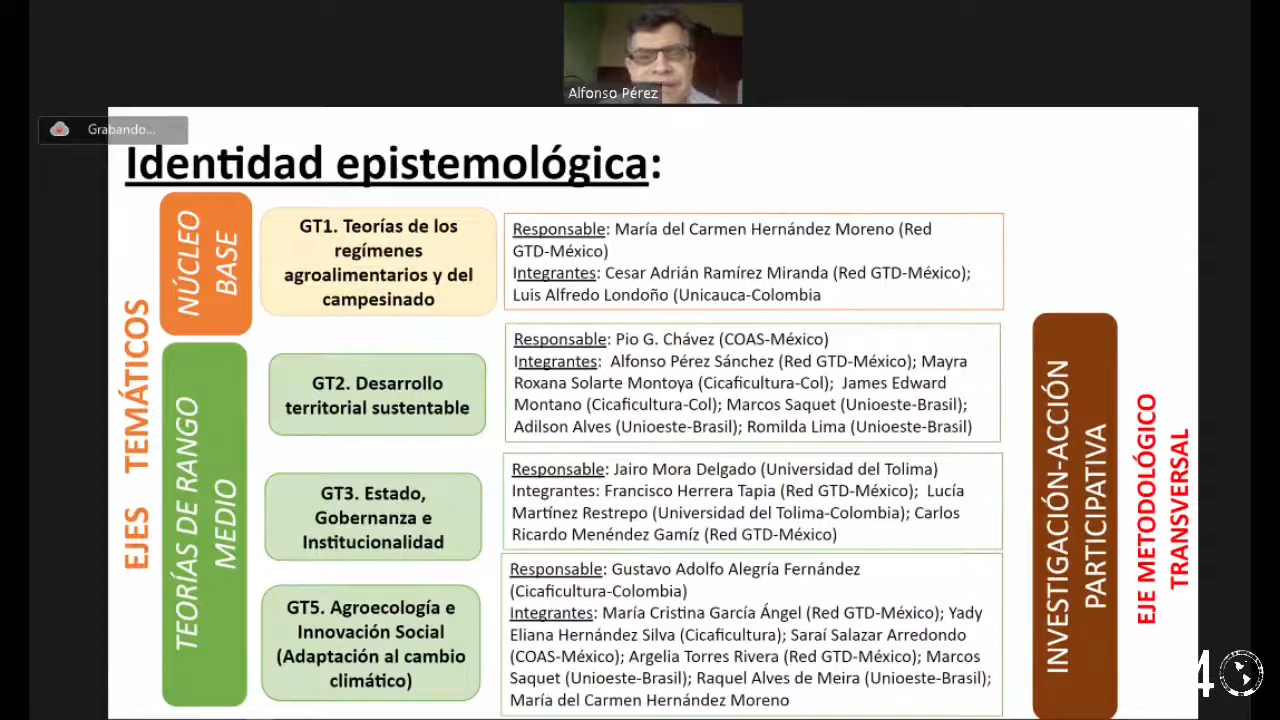 Alfonso Pérez
Grabando...
Identidad epistemológica:
EJES TEMÁTICOS
NÚCLEO
BASE
GT1. Teorías de los
regímenes
agroalimentarios y del
campesinado
Responsable: María del Carmen Hernández Moreno (Red
GTD-México)
Integrantes: Cesar Adrián Ramírez Miranda (Red GTD-México);
Luis Alfredo Londoño (Unicauca-Colombia
TEORÍAS DE RANGO
MEDIO
GT2. Desarrollo
territorial sustentable
Responsable: Pio G. Chávez (COAS-México)
Integrantes: Alfonso Pérez Sánchez (Red GTD-México); Mayra
Roxana Solarte Montoya (Cicaficultura-Col); James Edward
Montano (Cicaficultura-Col); Marcos Saquet (Unioeste-Brasil);
Adilson Alves (Unioeste-Brasil); Romilda Lima (Unioeste-Brasil)
GT3. Estado,
Gobernanza e
Institucionalidad
Responsable: Jairo Mora Delgado (Universidad del Tolima)
Integrantes: Francisco Herrera Tapia (Red GTD-México); Lucía
Martínez Restrepo (Universidad del Tolima-Colombia); Carlos
Ricardo Menéndez Gamíz (Red GTD-México)
GT5. Agroecología e
Innovación Social
(Adaptación al cambio
climático)
Responsable: Gustavo Adolfo Alegría Fernández
(Cicaficultura-Colombia)
Integrantes: María Cristina García Ángel (Red GTD-México); Yady
Eliana Hernández Silva (Cicaficultura); Saraí Salazar Arredondo
(COAS-México); Argelia Torres Rivera (Red GTD-México); Marcos
Saquet (Unioeste-Brasil); Raquel Alves de Meira (Unioeste-Brasil);
María del Carmen Hernández Moreno
INVESTIGACIÓN-ACCIÓN
PARTICIPATIVA
EJE METODOLÓGICO
TRANSVERSAL
4